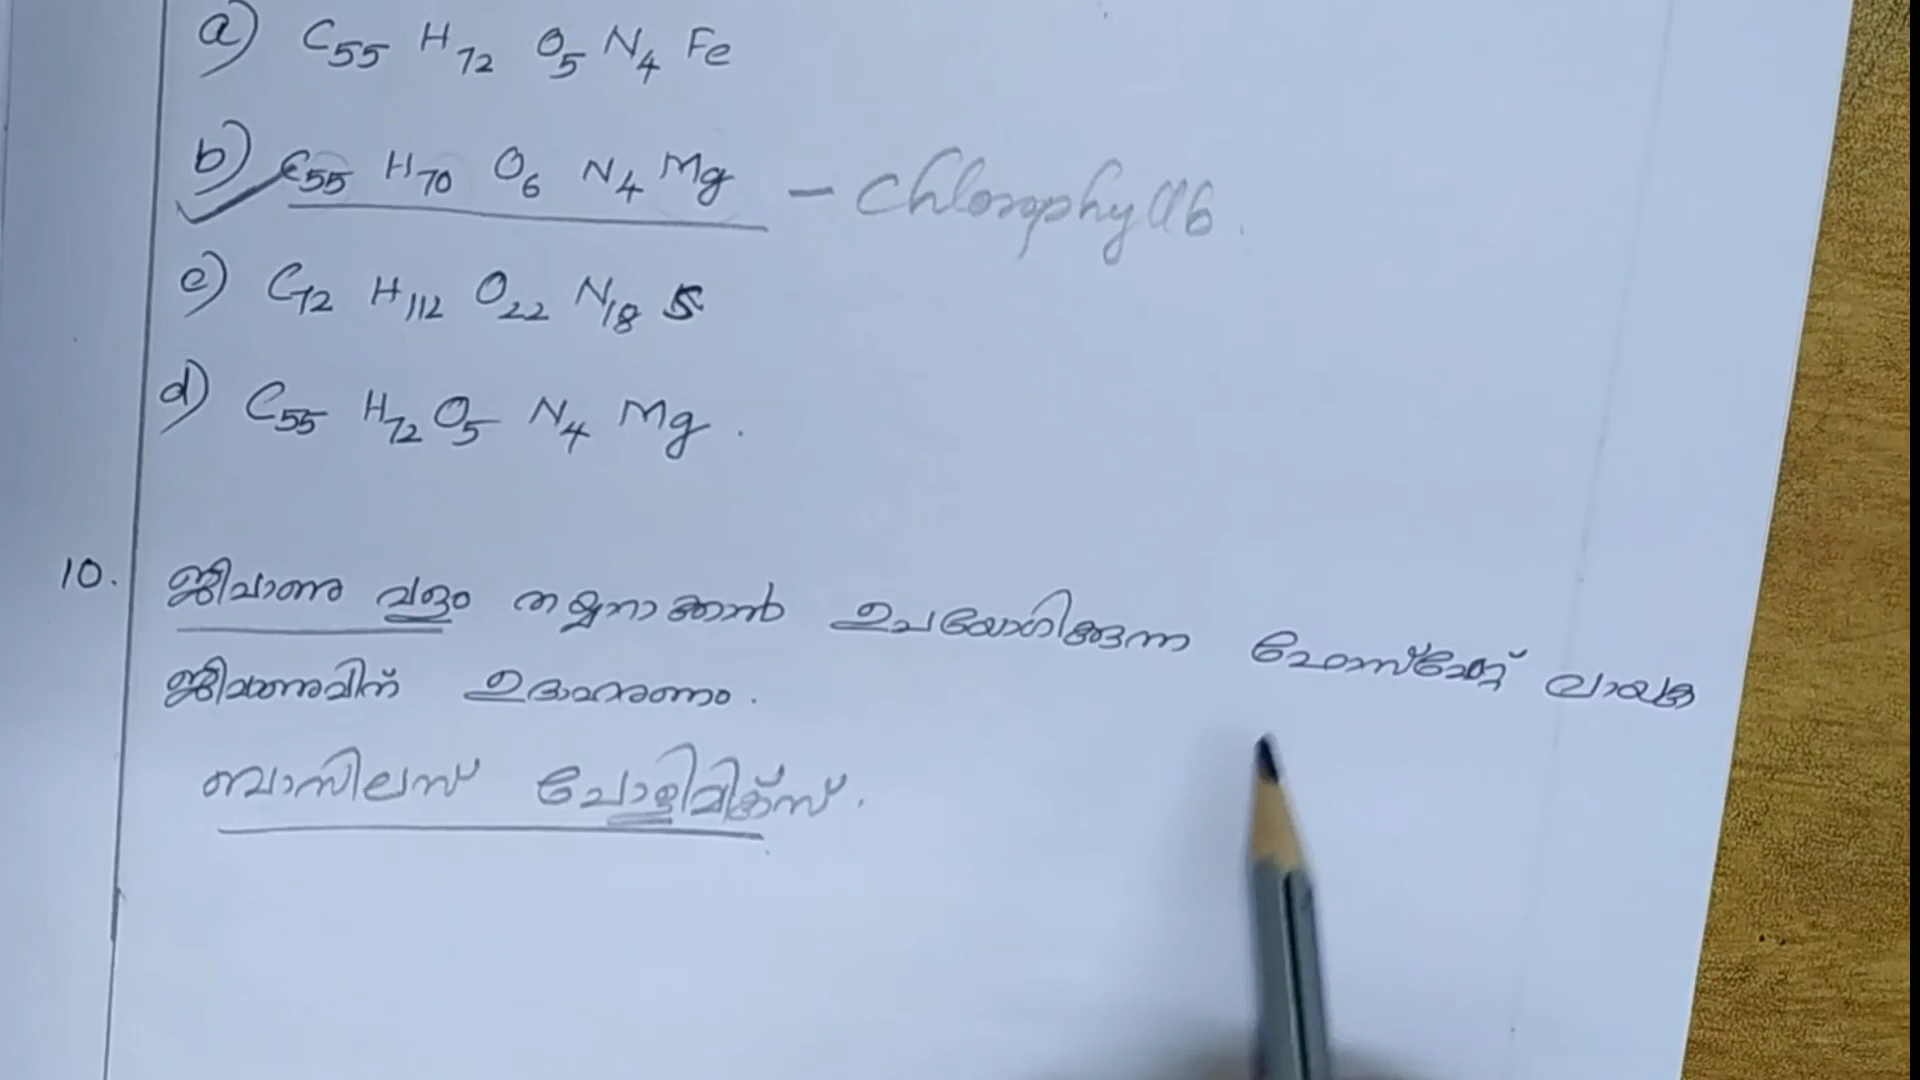 a) C55 H72 O5 N4 Fe
b) C55 H70 O6 N4 Mg - Chlorophyll b.
c) C72 H112 O22 N18 S
d) C55 H72 O5 N4 Mg.
10. ജീവാണു വളം തയ്യാറാക്കാൻ ഉപയോഗിക്കുന്ന ഫോസ്ഫേറ്റ് ലായക
ജീവാണുവിന് ഉദാഹരണം.
ബാസിലസ് പോളിമിക്സ്.